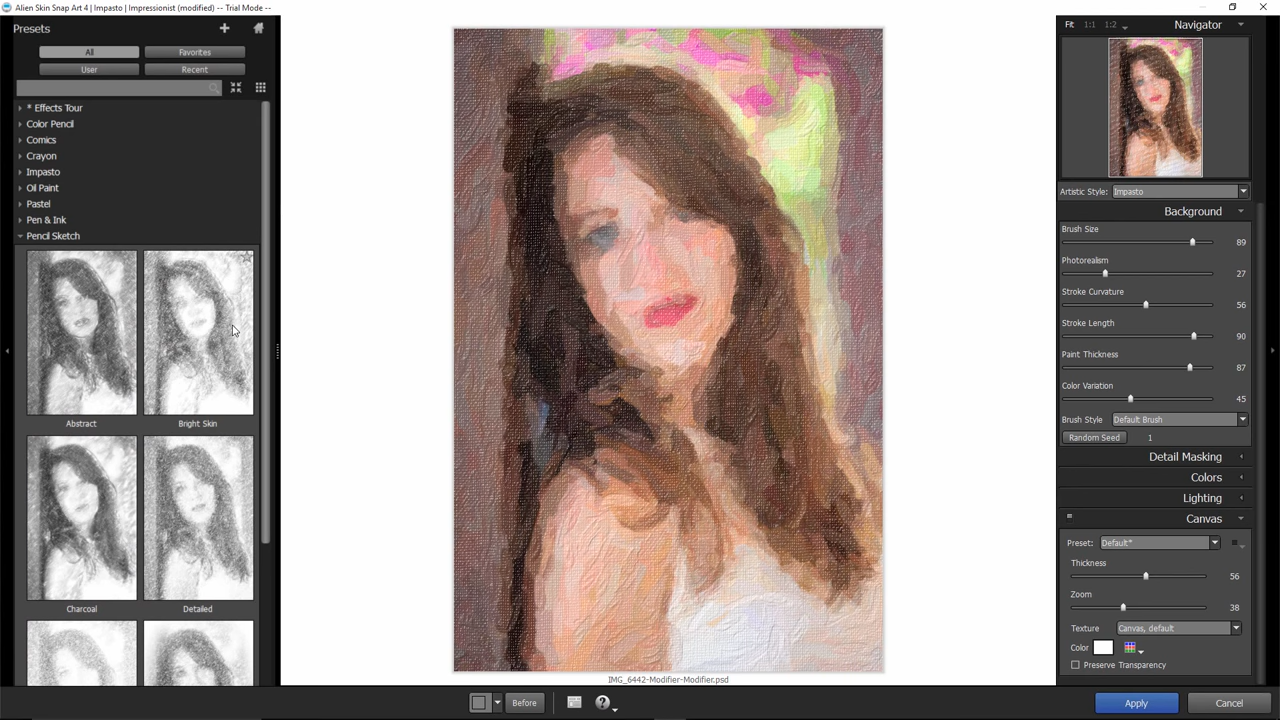 Alien Skin Snap Art 4 | Impasto | Impressionist (modified) -- Trial Mode --
Presets
All
Favorites
User
Recent
* Effects Tour
Color Pencil
Comics
Crayon
Impasto
Oil Paint
Pastel
Pen & Ink
Pencil Sketch
Abstract
Bright Skin
Charcoal
Detailed
IMG_6442-Modifier-Modifier.psd
Before
Fit
1:1
1:2
Navigator
Artistic Style: Impasto
Background
Brush Size
89
Photorealism
27
Stroke Curvature
56
Stroke Length
90
Paint Thickness
87
Color Variation
45
Brush Style Default Brush
Random Seed 1
Detail Masking
Colors
Lighting
Canvas
Preset: Default*
Thickness
56
Zoom
38
Texture Canvas, default
Color
Preserve Transparency
Apply
Cancel